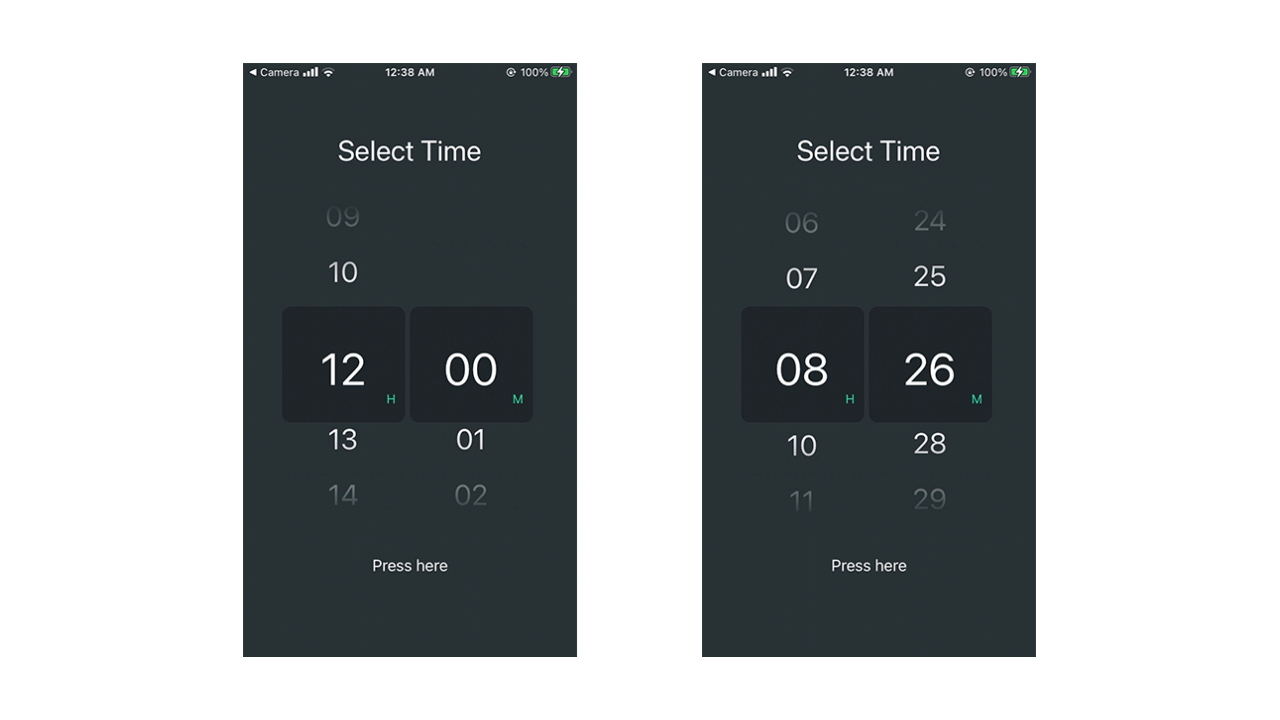 ◀ Camera 12:38 AM 100%
Select Time
09
10
12 H 00 M
13 01
14 02
Press here
◀ Camera 12:38 AM 100%
Select Time
06 24
07 25
08 H 26 M
10 28
11 29
Press here